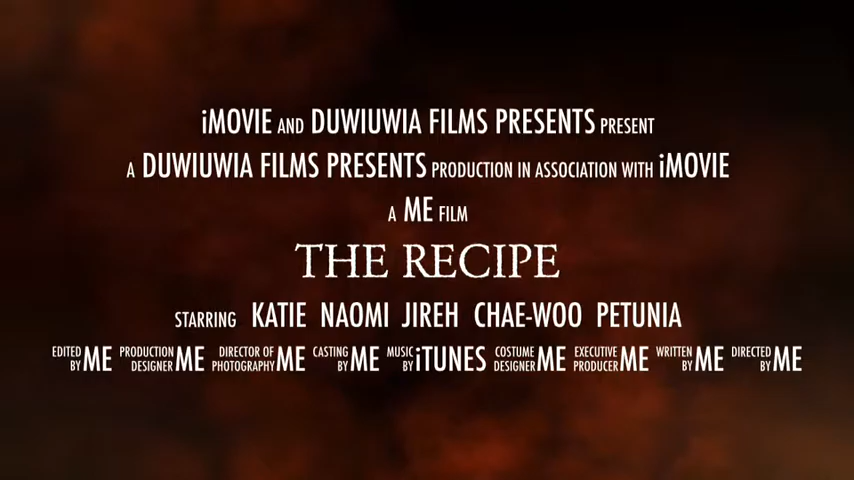 iMOVIE AND DUWIUWIA FILMS PRESENTS PRESENT
A DUWIUWIA FILMS PRESENTS PRODUCTION IN ASSOCIATION WITH iMOVIE
A ME FILM
THE RECIPE
STARRING KATIE NAOMI JIREH CHAE-WOO PETUNIA
EDITED BY ME PRODUCTION DESIGNER ME DIRECTOR OF PHOTOGRAPHY ME CASTING BY ME MUSIC BY iTUNES COSTUME DESIGNER ME EXECUTIVE PRODUCER ME WRITTEN BY ME DIRECTED BY ME